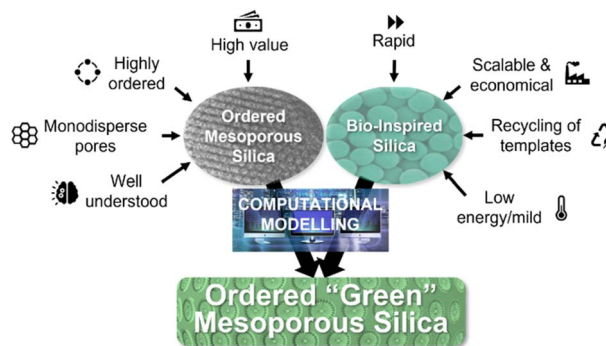 High value
Rapid
Highly
ordered
Scalable &
economical
Ordered
Mesoporous
Silica
Bio-Inspired
Silica
Monodisperse
pores
Recycling of
templates
Well
understood
Low
energy/mild
COMPUTATIONAL
MODELLING
Ordered “Green”
Mesoporous Silica